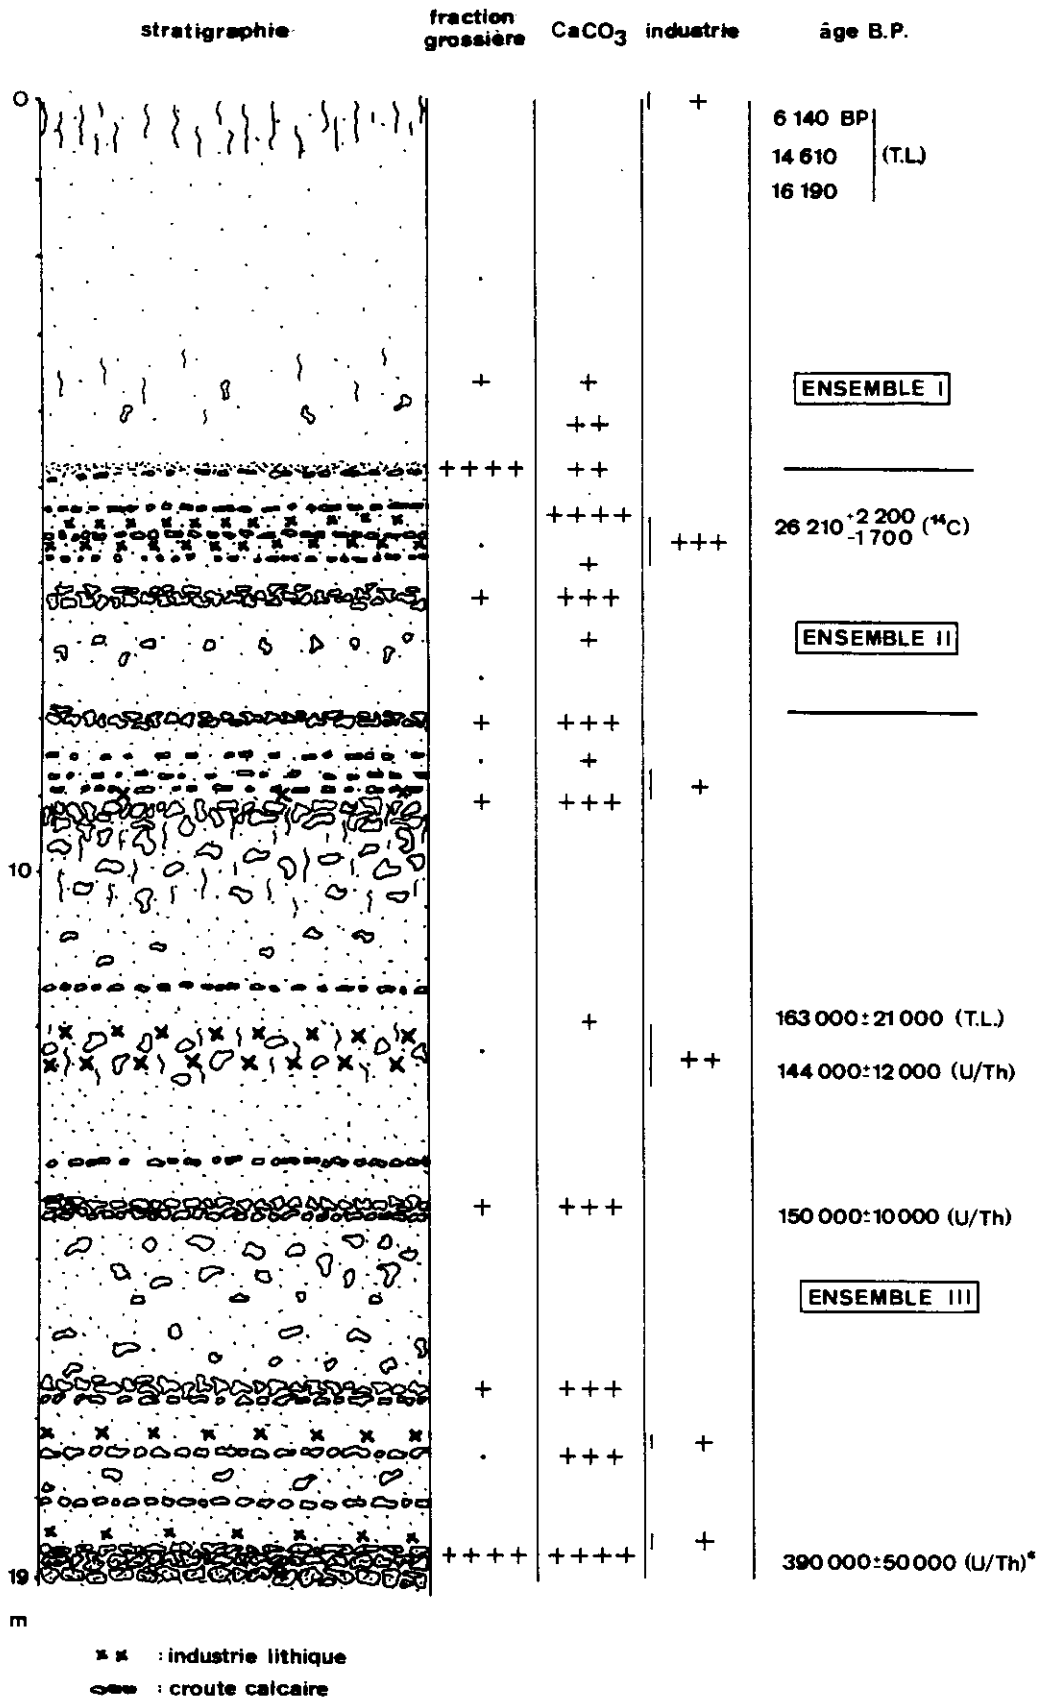 stratigraphie fraction grossière CaCO3 industrie âge B.P.
0 +
6 140 BP
14 610 (T.L.)
16 190
+ + ENSEMBLE I
++
++++ ++
++++ 26 210 +2 200 -1 700 (14C)
+++
+
+ +++
+ ENSEMBLE II
+ +++
+
+
+ +++
10
+ 163 000±21 000 (T.L.)
++
144 000±12 000 (U/Th)
+ +++ 150 000±10 000 (U/Th)
ENSEMBLE III
+ +++
+
+++
+
++++ ++++ 390 000±50 000 (U/Th)*
19
m
x x : industrie lithique
: croute calcaire